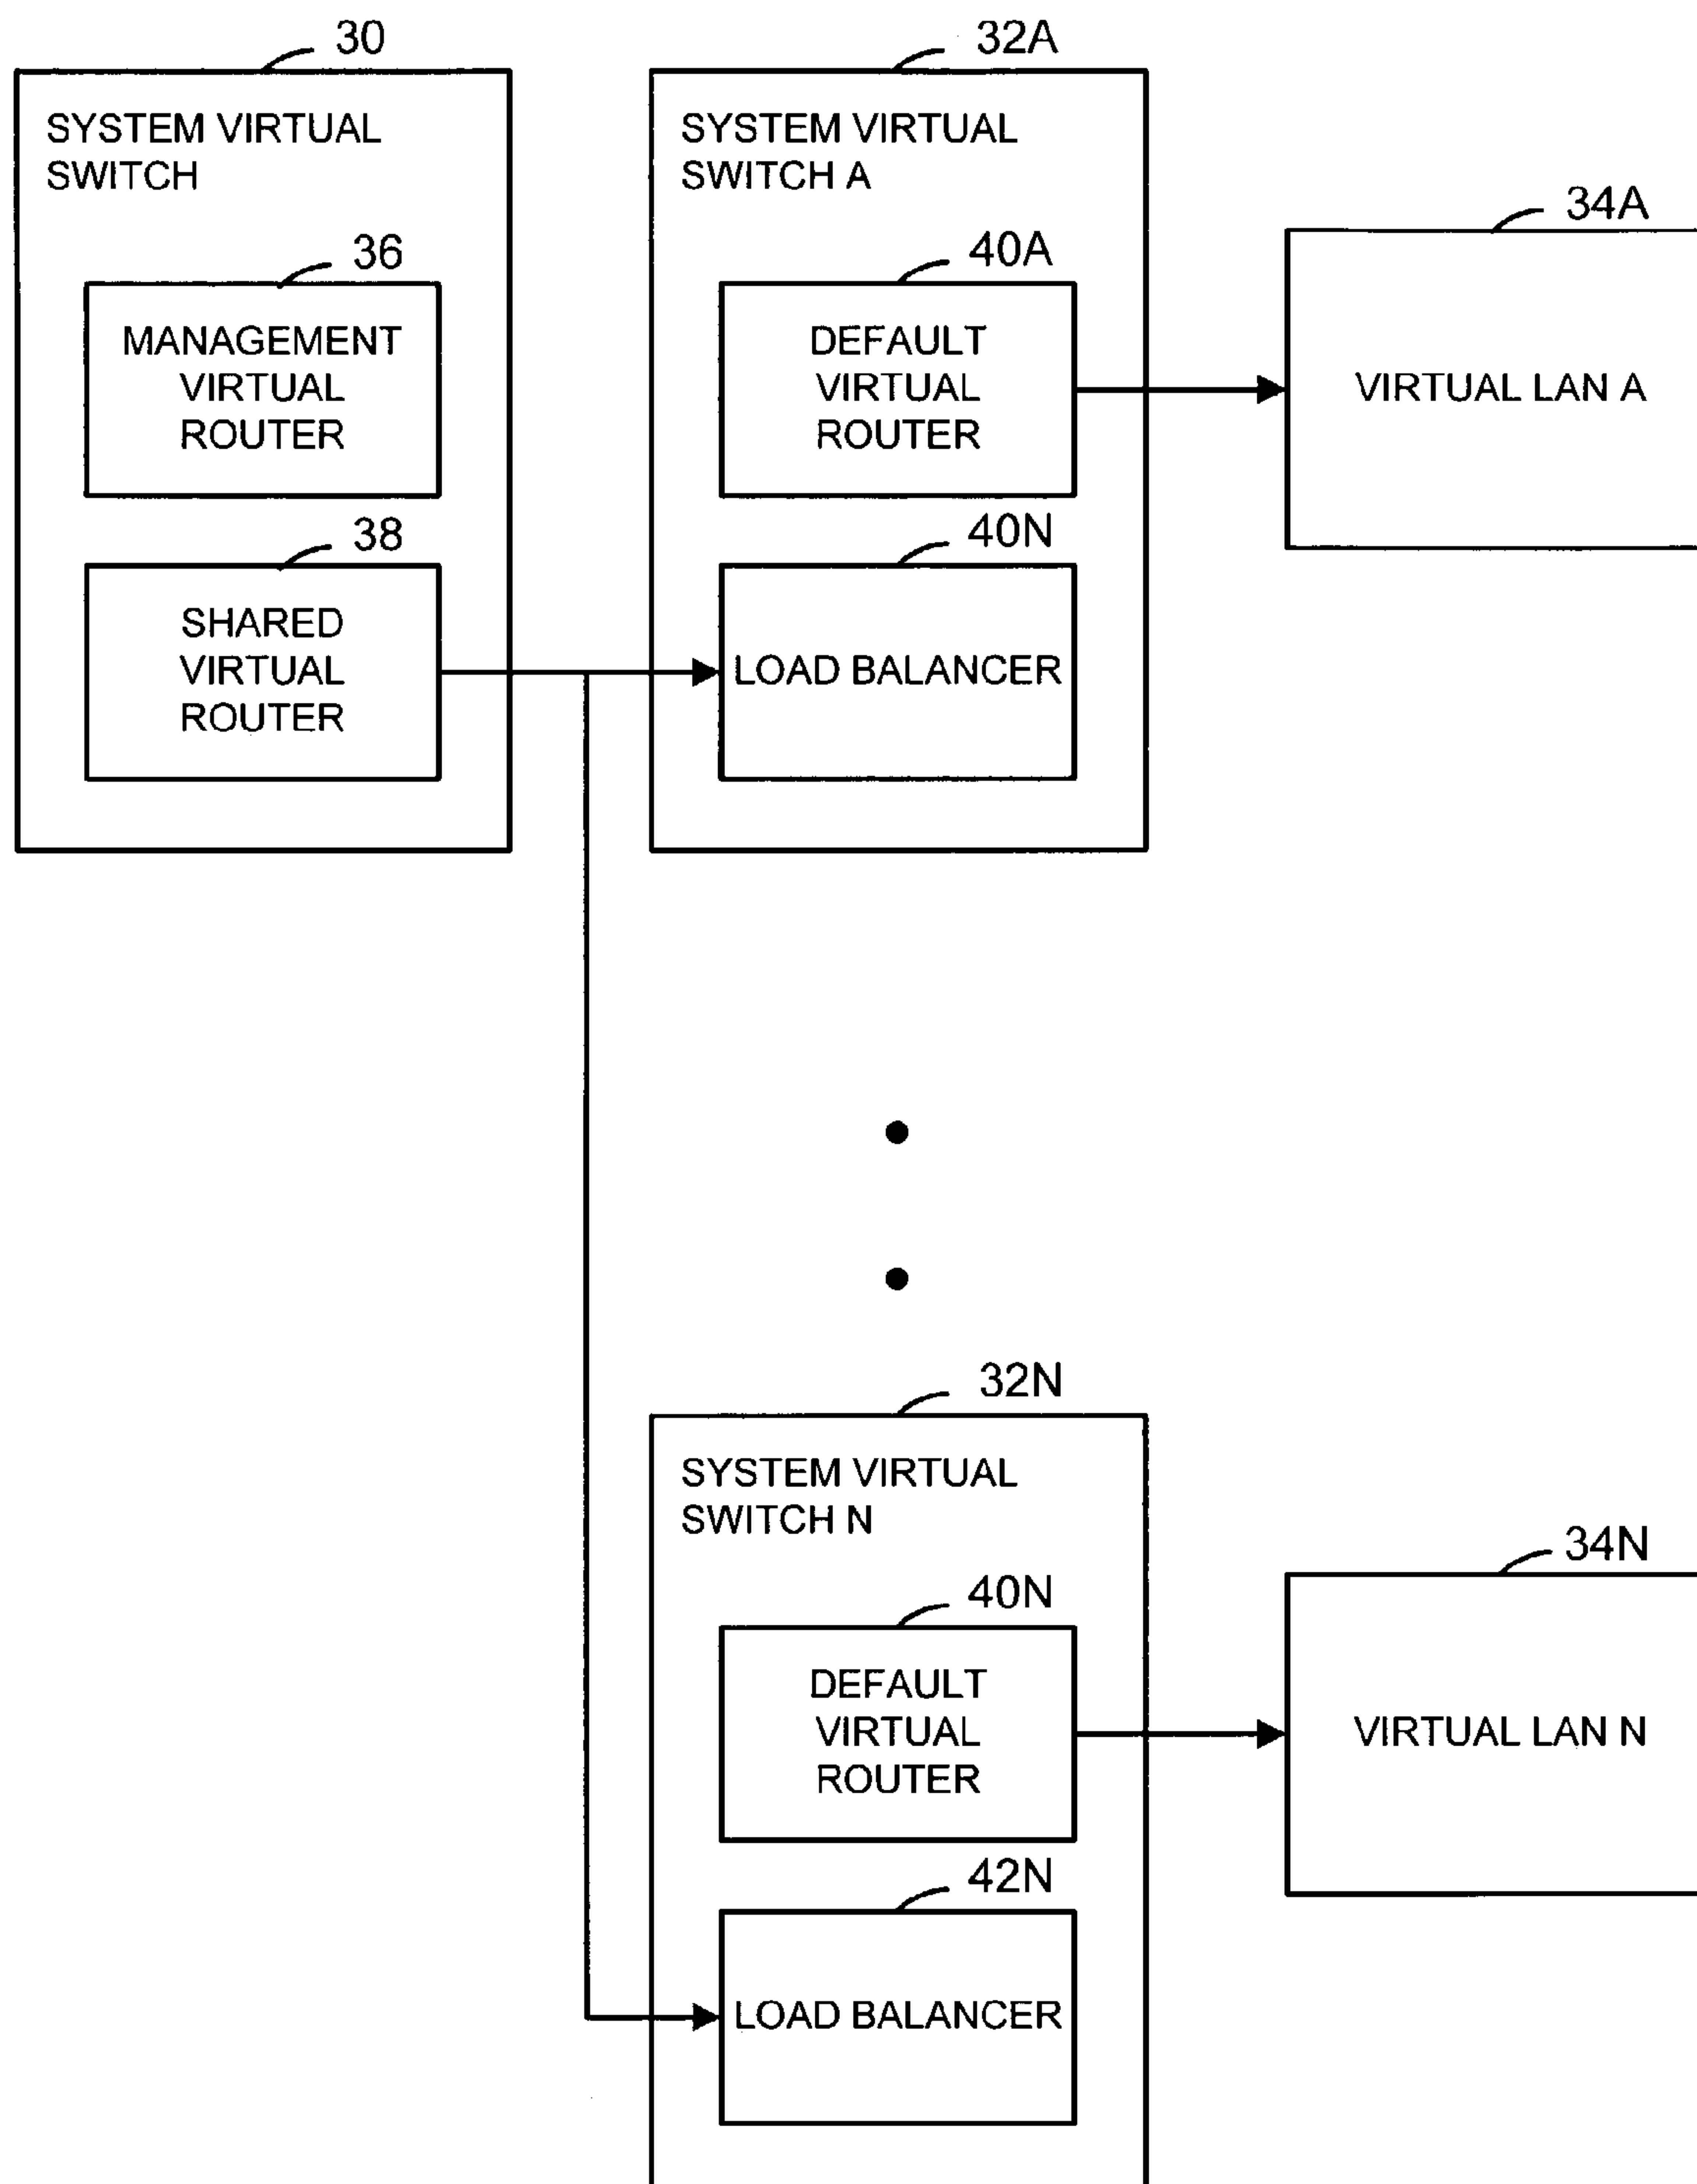 30
SYSTEM VIRTUAL
SWITCH
36
MANAGEMENT
VIRTUAL
ROUTER
38
SHARED
VIRTUAL
ROUTER
32A
SYSTEM VIRTUAL
SWITCH A
40A
DEFAULT
VIRTUAL
ROUTER
40N
LOAD BALANCER
34A
VIRTUAL LAN A
32N
SYSTEM VIRTUAL
SWITCH N
40N
DEFAULT
VIRTUAL
ROUTER
42N
LOAD BALANCER
34N
VIRTUAL LAN N